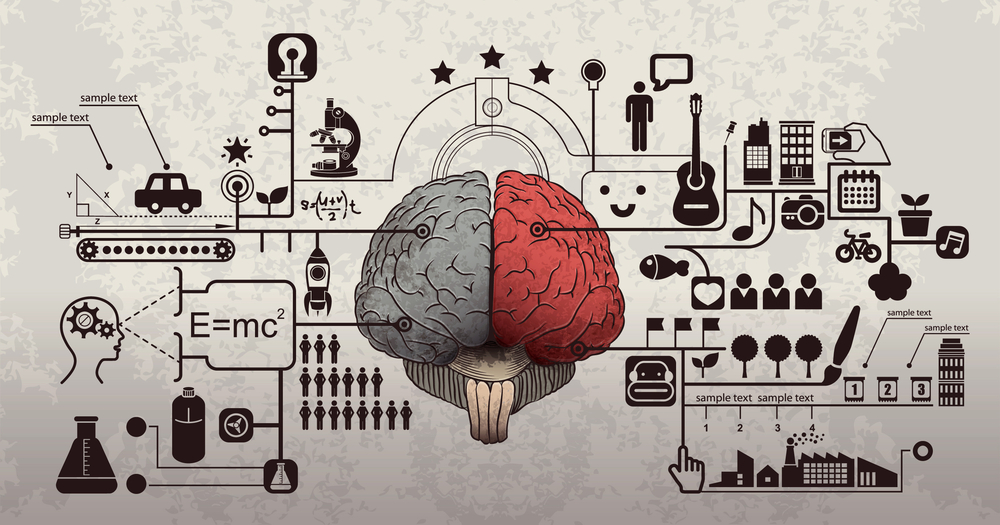 sample text
sample text
Y
X
Z
s=(u+v/2)t
E=mc²
sample text
sample text
1 2 3
sample text sample text
1 2 3 4